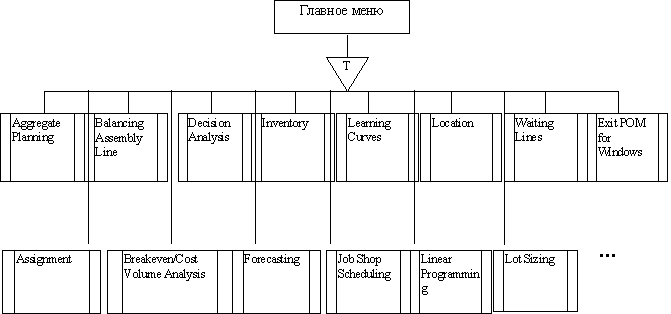 Главное меню
T
Aggregate
Planning
Balancing
Assembly
Line
Decision
Analysis
Inventory
Learning
Curves
Location
Waiting
Lines
Exit POM
for
Windows
Assignment
Breakeven/Cost
Volume Analysis
Forecasting
Job Shop
Scheduling
Linear
Programmin
g
Lot Sizing
...